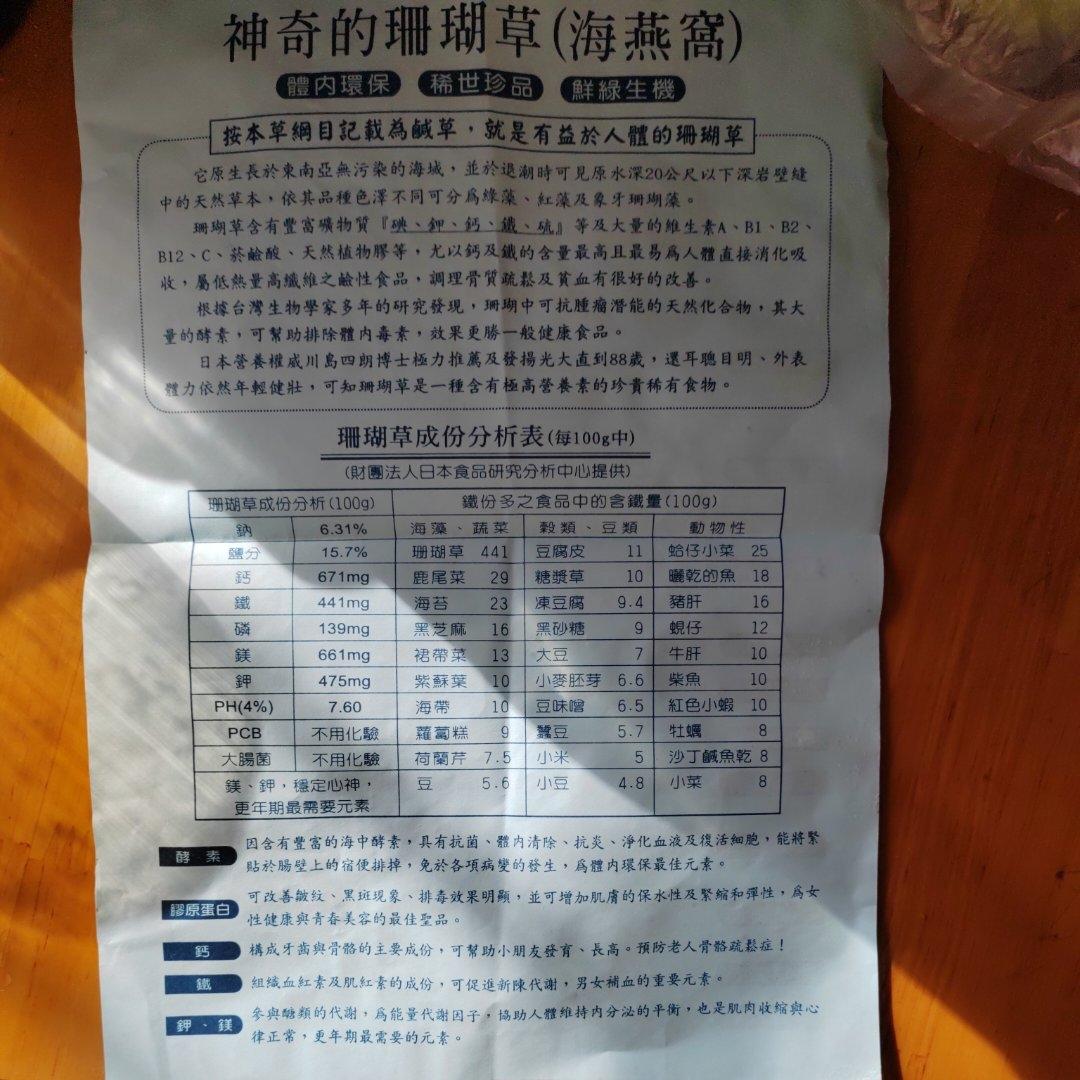 神奇的珊瑚草(海燕窩)
體內環保 稀世珍品 鮮綠生機
按本草綱目記載為鹹草，就是有益於人體的珊瑚草
它原生長於東南亞無污染的海域，並於退潮時可見原水深20公尺以下深岩壁縫
中的天然草本，依其品種色澤不同可分爲綠藻、紅藻及象牙珊瑚藻。
珊瑚草含有豐富礦物質『碘、鉀、鈣、鐵、硫』等及大量的維生素A、B1、B2、
B12、C、菸鹼酸、天然植物膠等，尤以鈣及鐵的含量最高且最易爲人體直接消化吸
收，屬低熱量高纖維之鹼性食品，調理骨質疏鬆及貧血有很好的改善。
根據台灣生物學家多年的研究發現，珊瑚中可抗腫瘤潛能的天然化合物，其大
量的酵素，可幫助排除體內毒素，效果更勝一般健康食品。
日本營養權威川島四朗博士極力推薦及發揚光大直到88歲，還耳聰目明、外表
體力依然年輕健壯，可知珊瑚草是一種含有極高營養素的珍貴稀有食物。
珊瑚草成份分析表(每100g中)
(財團法人日本食品研究分析中心提供)
珊瑚草成份分析(100g) 鐵份多之食品中的含鐵量(100g)
鈉 6.31% 海藻、蔬菜 穀類、豆類 動物性
鹽分 15.7% 珊瑚草 441 豆腐皮 11 蛤仔小菜 25
鈣 671mg 鹿尾菜 29 糖漿草 10 曬乾的魚 18
鐵 441mg 海苔 23 凍豆腐 9.4 豬肝 16
磷 139mg 黑芝麻 16 黑砂糖 9 蜆仔 12
鎂 661mg 裙帶菜 13 大豆 7 牛肝 10
鉀 475mg 紫蘇葉 10 小麥胚芽 6.6 柴魚 10
PH(4%) 7.60 海帶 10 豆味噌 6.5 紅色小蝦 10
PCB 不用化驗 蘿蔔糕 9 蠶豆 5.7 牡蠣 8
大腸菌 不用化驗 荷蘭芹 7.5 小米 5 沙丁鹹魚乾 8
鎂、鉀，穩定心神， 豆 5.6 小豆 4.8 小菜 8
更年期最需要元素
酵素 因含有豐富的海中酵素，具有抗菌、體內清除、抗炎、淨化血液及復活細胞，能將緊
貼於腸壁上的宿便排掉，免於各項病變的發生，爲體內環保最佳元素。
膠原蛋白 可改善皺紋、黑斑現象、排毒效果明顯，並可增加肌膚的保水性及緊縮和彈性，爲女
性健康與青春美容的最佳聖品。
鈣 構成牙齒與骨骼的主要成份，可幫助小朋友發育、長高。預防老人骨骼疏鬆症！
鐵 組織血紅素及肌紅素的成份，可促進新陳代謝，男女補血的重要元素。
鉀、鎂 參與醣類的代謝，爲能量代謝因子，協助人體維持內分泌的平衡，也是肌肉收縮與心
律正常，更年期最需要的元素。